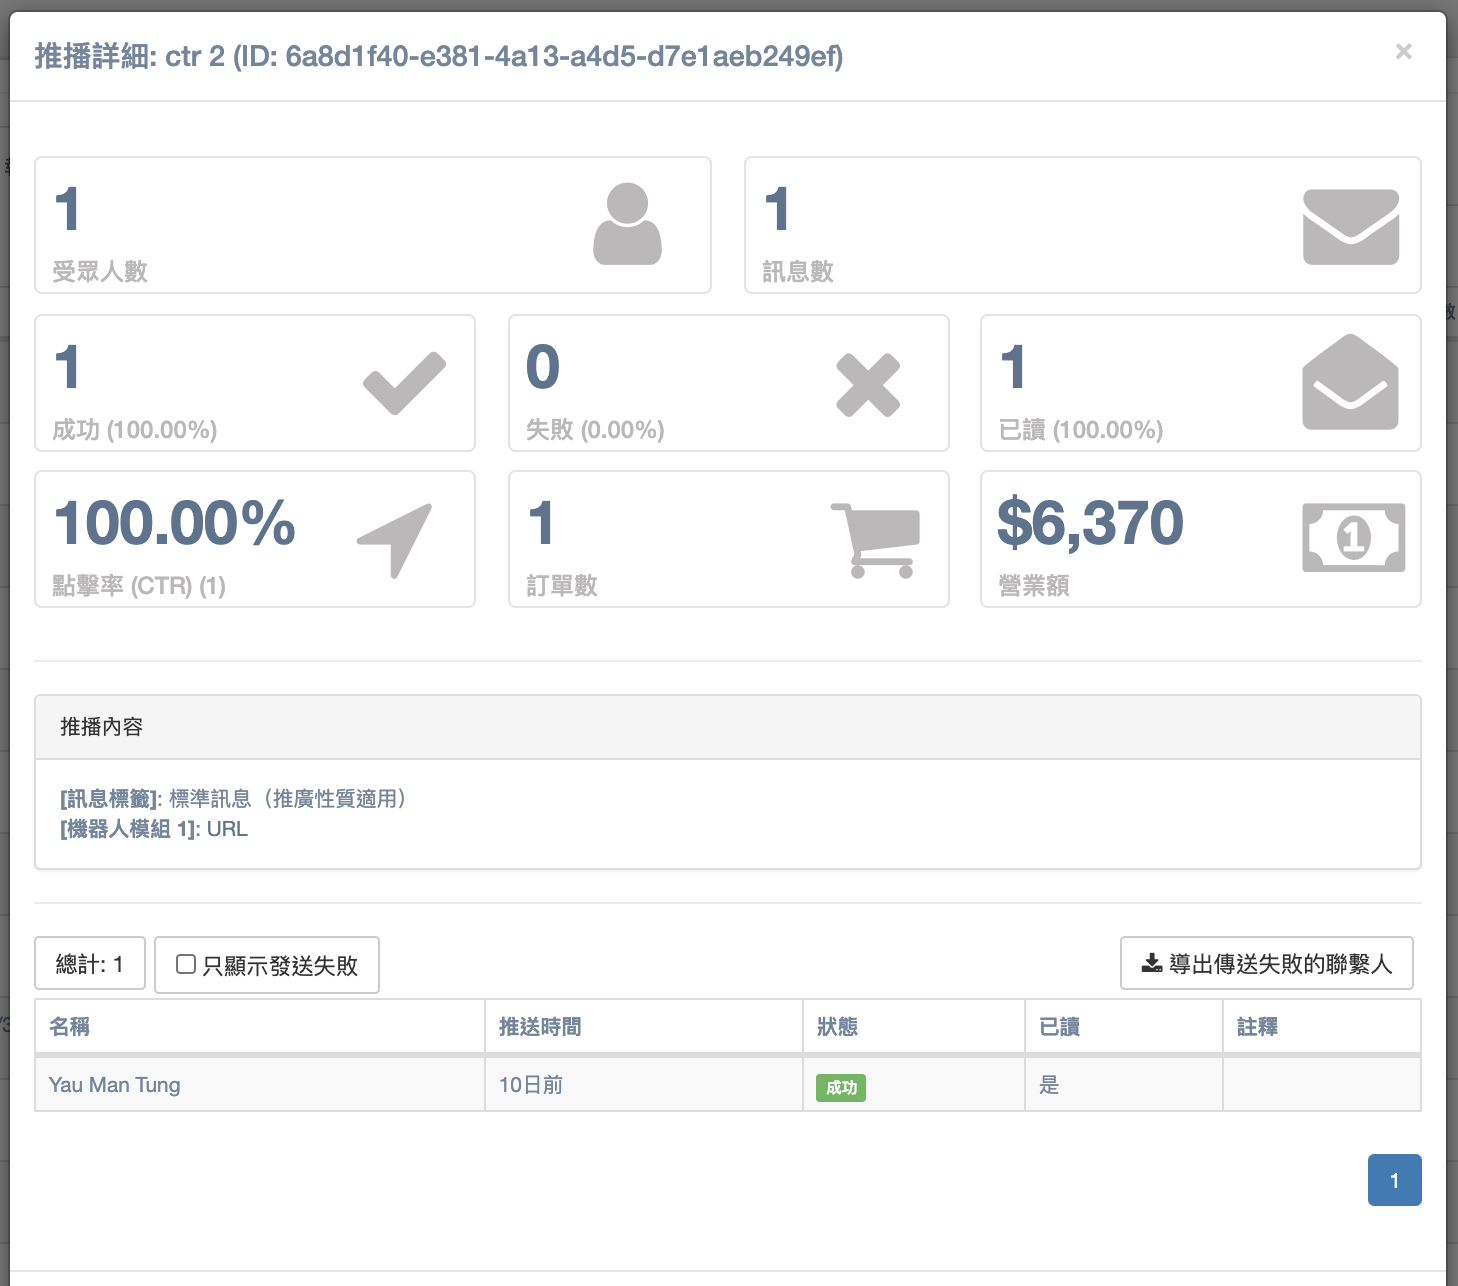 推播詳細: ctr 2 (ID: 6a8d1f40-e381-4a13-a4d5-d7e1aeb249ef)
×
1
受眾人數
1
訊息數
1
成功 (100.00%)
0
失敗 (0.00%)
1
已讀 (100.00%)
100.00%
點擊率 (CTR) (1)
1
訂單數
$6,370
營業額
推播內容
[訊息標籤]: 標準訊息（推廣性質適用）
[機器人模組 1]: URL
總計: 1
只顯示發送失敗
導出傳送失敗的聯繫人
名稱 推送時間 狀態 已讀 註釋
Yau Man Tung 10日前 成功 是
1